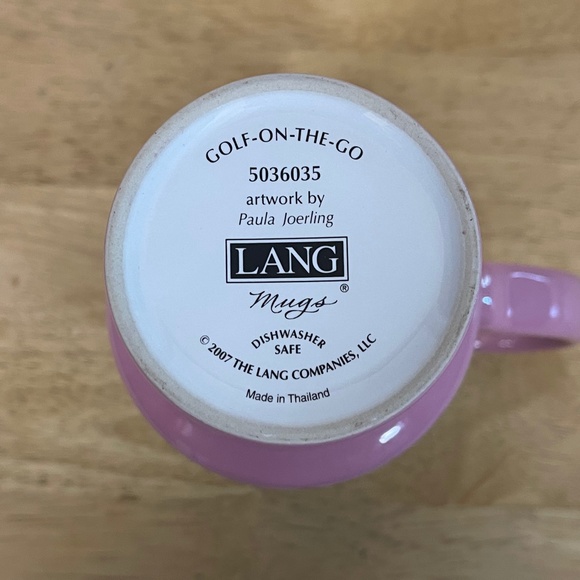 GOLF-ON-THE-GO
5036035
artwork by
Paula Joerling
LANG
®
Mugs
DISHWASHER
SAFE
© 2007 THE LANG COMPANIES, LLC
Made in Thailand